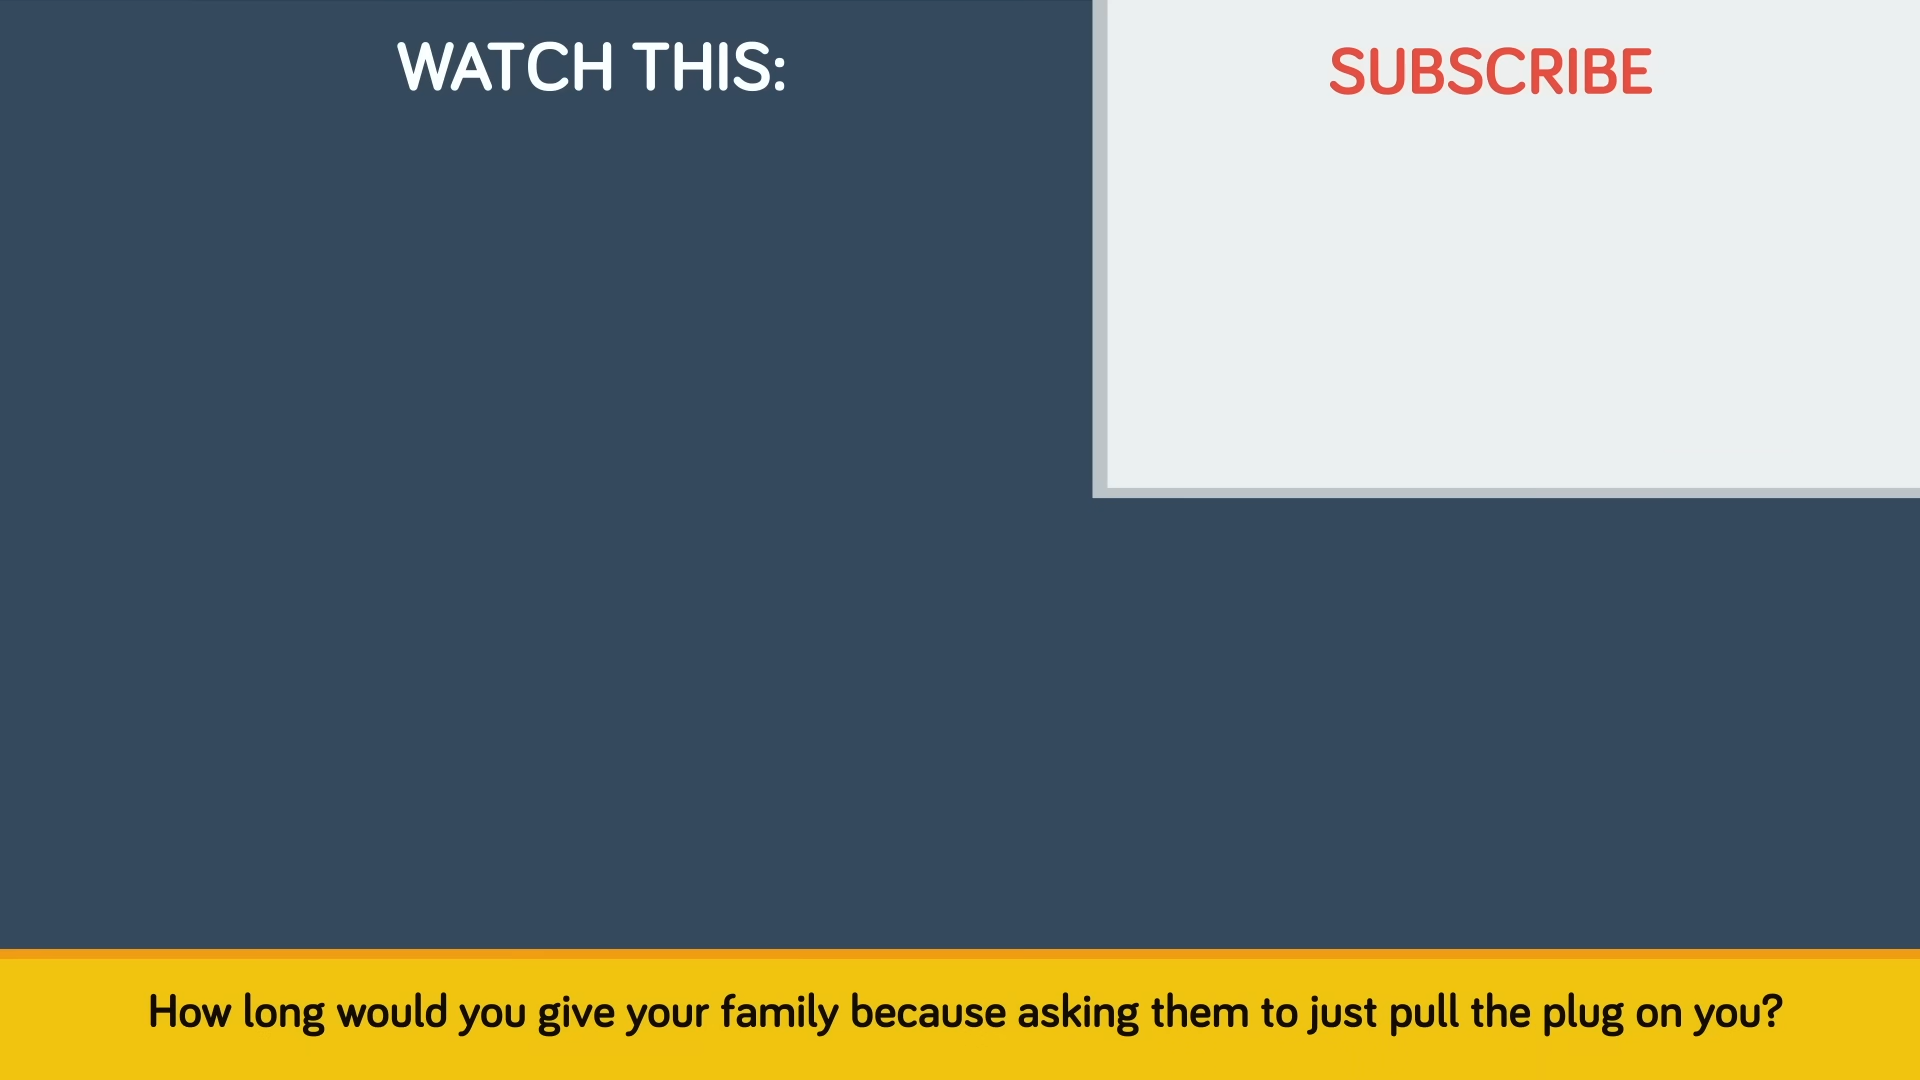 WATCH THIS:
SUBSCRIBE
How long would you give your family because asking them to just pull the plug on you?